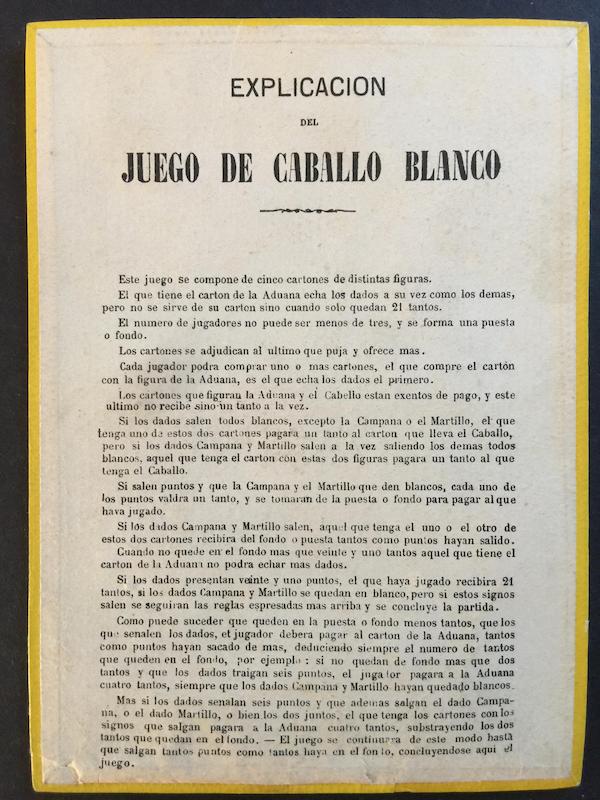 EXPLICACION
DEL
JUEGO DE CABALLO BLANCO
Este juego se compone de cinco cartones de distintas figuras.
El que tiene el carton de la Aduana echa los dados a su vez como los demas,
pero no se sirve de su carton sino cuando solo quedan 21 tantos.
El numero de jugadores no puede ser menos de tres, y se forma una puesta
o fondo.
Los cartones se adjudican al ultimo que puja y ofrece mas.
Cada jugador podra comprar uno o mas cartones, el que compre el cartón
con la figura de la Aduana, es el que echa los dados el primero.
Los cartones que figuran la Aduana y el Cabello estan exentos de pago, y este
ultimo no recibe sino un tanto a la vez.
Si los dados salen todos blancos, excepto la Campana o el Martillo, el que
tenga uno de estos dos cartones pagara un tanto al carton que lleva el Caballo,
pero si los dados Campana y Martillo salen a la vez saliendo los demas todos
blancos, aquel que tenga el carton con estas dos figuras pagara un tanto al que
tenga el Caballo.
Si salen puntos y que la Campana y el Martillo que den blancos, cada uno de
los puntos valdra un tanto, y se tomaran de la puesta o fondo para pagar al que
hava jugado.
Si los dados Campana y Martillo salen, aquel que tenga el uno o el otro de
estos dos cartones recibira del fondo o puesta tantos como puntos hayan salido.
Cuando no quede en el fondo mas que veinte y uno tantos aquel que tiene el
carton de la Aduana no podra echar mas dados.
Si los dados presentan veinte y uno puntos, el que haya jugado recibira 21
tantos, si los dados Campana y Martillo se quedan en blanco, pero si estos signos
salen se seguiran las reglas espresadas mas arriba y se concluye la partida.
Como puede suceder que queden en la puesta o fondo menos tantos, que los
que senalen los dados, et jugador debera pagar al carton de la Aduana, tantos
como puntos hayan sacado de mas, deduciendo siempre el numero de tantos
que queden en el fondo, por ejemplo : si no quedan de fondo mas que dos
tantos y que los dados traigan seis puntos, el jugador pagara a la Aduana
cuatro tantos, siempre que los dados Campana y Martillo hayan quedado blancos.
Mas si los dados senalan seis puntos y que ademas salgan el dado Campa-
na, o el dado Martillo, o bien los dos juntos, el que tenga los cartones con los
signos que salgan pagara a la Aduana cuatro tantos, substrayendo los dos
tantos que quedan en el fondo. — El juego se continuara de este modo hasta
que salgan tantos puntos como tantos haya en el fondo, concluyendose aqui el
juego.